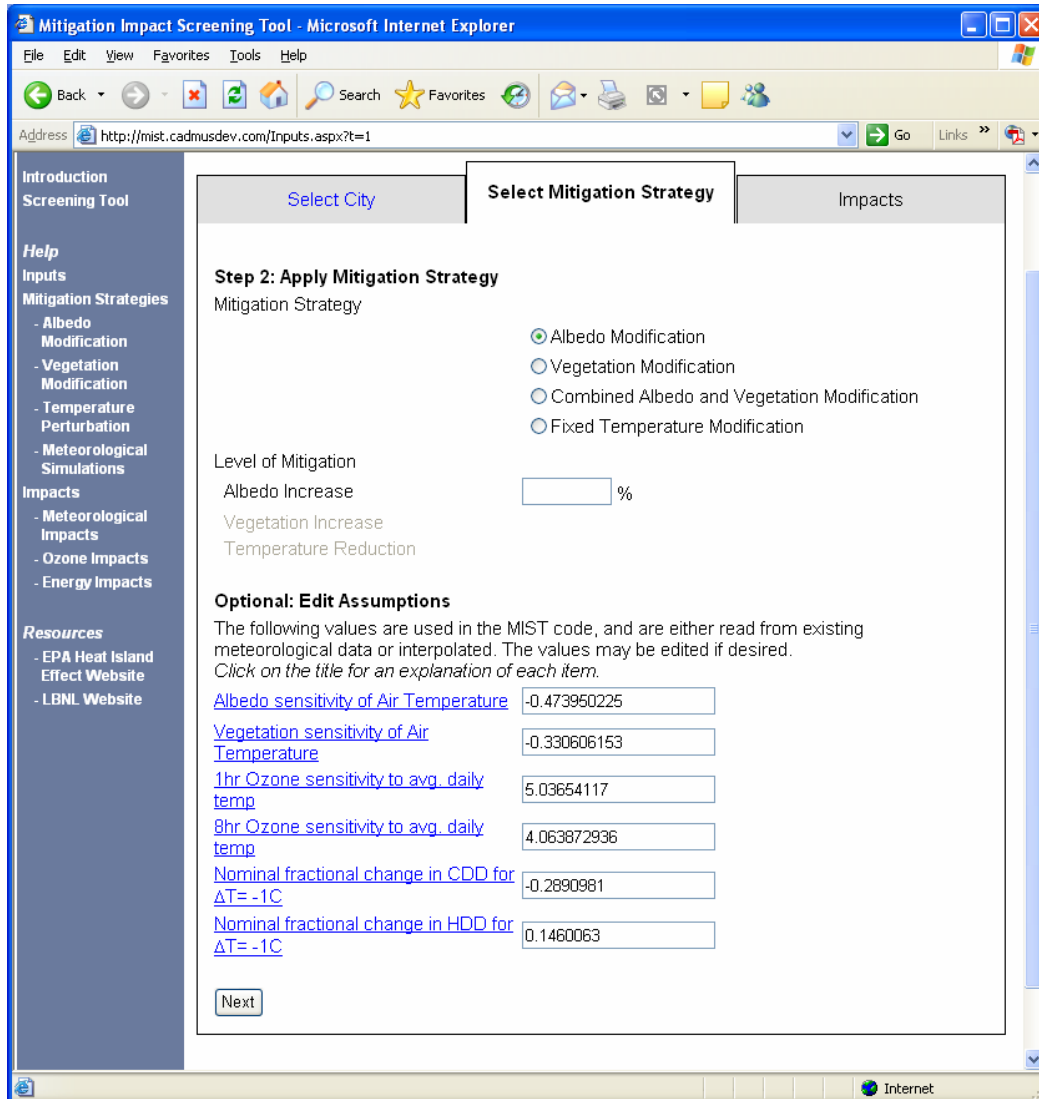 Mitigation Impact Screening Tool - Microsoft Internet Explorer
File Edit View Favorites Tools Help
Back Search Favorites
Address http://mist.cadmusdev.com/Inputs.aspx?t=1 Go Links »
Introduction
Screening Tool
Help
Inputs
Mitigation Strategies
- Albedo
Modification
- Vegetation
Modification
- Temperature
Perturbation
- Meteorological
Simulations
Impacts
- Meteorological
Impacts
- Ozone Impacts
- Energy Impacts
Resources
- EPA Heat Island
Effect Website
- LBNL Website
Select City
Select Mitigation Strategy
Impacts
Step 2: Apply Mitigation Strategy
Mitigation Strategy
Albedo Modification
Vegetation Modification
Combined Albedo and Vegetation Modification
Fixed Temperature Modification
Level of Mitigation
Albedo Increase %
Vegetation Increase
Temperature Reduction
Optional: Edit Assumptions
The following values are used in the MIST code, and are either read from existing
meteorological data or interpolated. The values may be edited if desired.
Click on the title for an explanation of each item.
Albedo sensitivity of Air Temperature -0.473950225
Vegetation sensitivity of Air
Temperature
-0.330606153
1hr Ozone sensitivity to avg. daily
temp
5.03654117
8hr Ozone sensitivity to avg. daily
temp
4.063872936
Nominal fractional change in CDD for
ΔT= -1C
-0.2890981
Nominal fractional change in HDD for
ΔT= -1C
0.1460063
Next
Internet